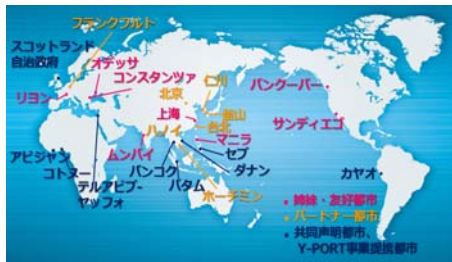 フランクフルト
スコットランド
自治政府
オデッサ
コンスタンツァ
リヨン
仁川
北京
釜山
上海
台北
ハノイ
マニラ
ムンバイ
セブ
バンコク
ダナン
バタム
ホーチミン
アビジャン
コトヌー
テルアビブ-
ヤッフォ
バンクーバー
サンディエゴ
カヤオ
・姉妹・友好都市
・パートナー都市
・共同声明都市、
Y-PORT事業提携都市